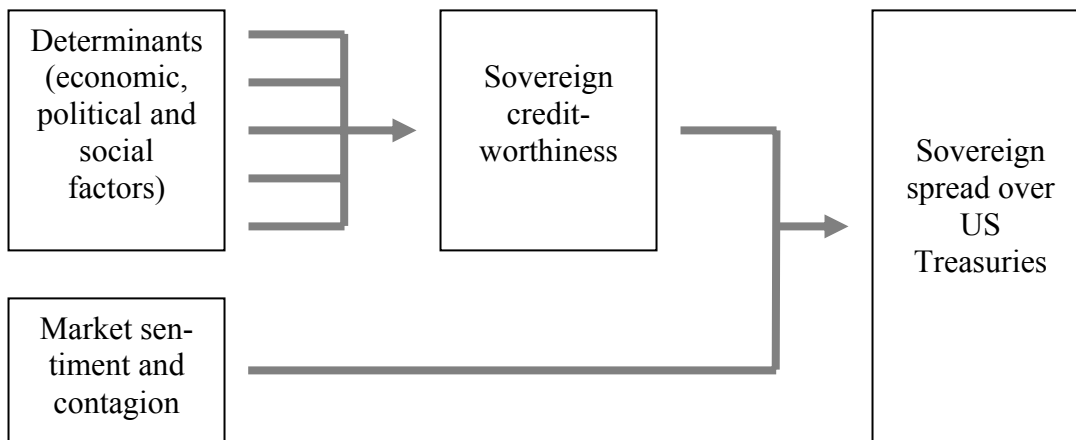 Determinants
(economic,
political and
social
factors)
Sovereign
credit-
worthiness
Sovereign
spread over
US
Treasuries
Market sen-
timent and
contagion